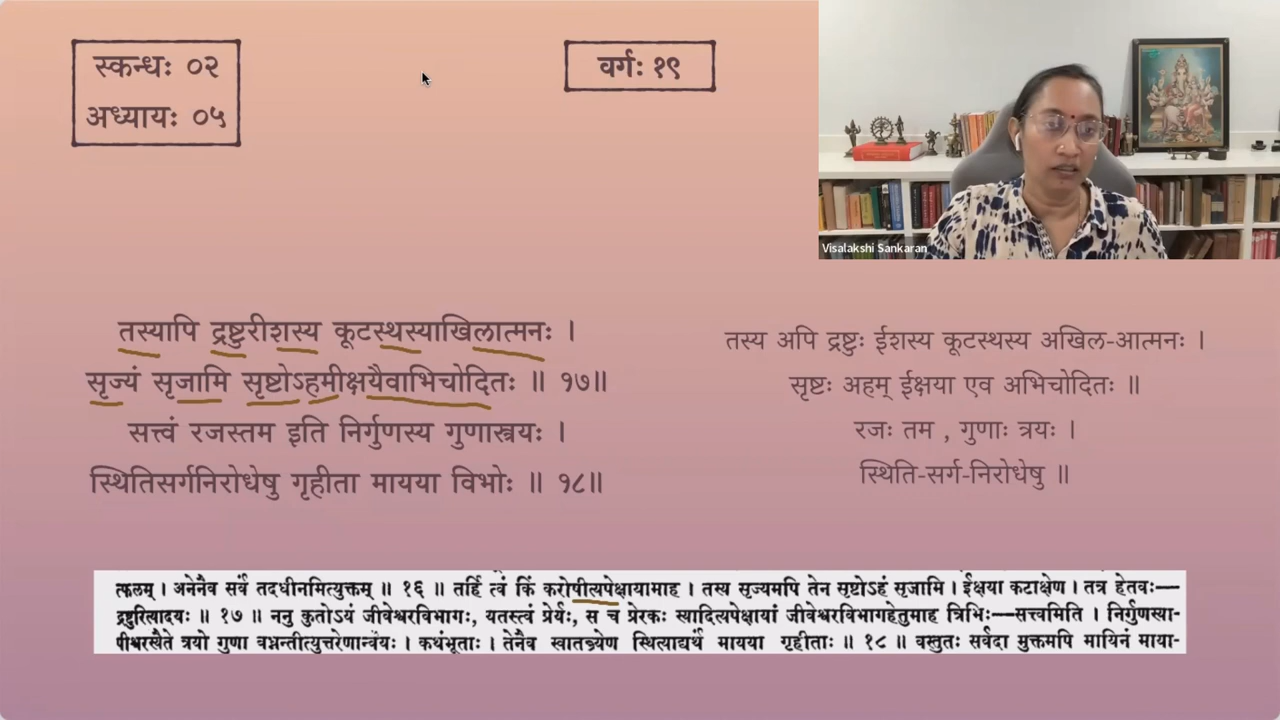 स्कन्धः ०२
अध्यायः ०५
वर्गः १९
Visalakshi Sankaran
तस्यापि द्रष्टुरीशस्य कूटस्थस्याखिलात्मनः ।
सृज्यं सृजामि सृष्टोऽहमीक्षयैवाभिचोदितः ॥ १७॥
सत्त्वं रजस्तम इति निर्गुणस्य गुणास्त्रयः ।
स्थितिसर्गनिरोधेषु गृहीता मायया विभोः ॥ १८॥
तस्य अपि द्रष्टुः ईशस्य कूटस्थस्य अखिल-आत्मनः ।
सृष्टः अहम् ईक्षया एव अभिचोदितः ॥
रजः तम , गुणाः त्रयः ।
स्थिति-सर्ग-निरोधेषु ॥
त्फलम् । अनेनैव सर्वं तदधीनमित्युक्तम् ॥ १६ ॥ तर्हि त्वं किं करोषीत्यपेक्षायामाह । तस्य सृज्यमपि तेन सृष्टोऽहं सृजामि । ईक्षया कटाक्षेण । तत्र हेतवः—
द्रष्टुरित्यादयः ॥ १७ ॥ ननु कुतोऽयं जीवेश्वरविभागः, यतस्त्वं प्रेर्यः, स च प्रेरकः स्यादित्यपेक्षायां जीवेश्वरविभागहेतुमाह त्रिभिः—सत्त्वमिति । निर्गुणस्या-
पीश्वरस्यैते त्रयो गुणा बध्नन्तीत्युत्तरेणान्वयः । कथंभूताः । तेनैव स्वातन्त्र्येण स्थित्याद्यर्थं मायया गृहीताः ॥ १८ ॥ वस्तुतः सर्वदा मुक्तमपि मायिनं माया-